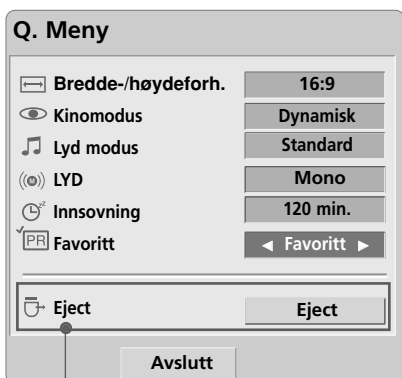 Q. Meny
Bredde-/høydeforh. 16:9
Kinomodus Dynamisk
Lyd modus Standard
LYD Mono
Innsovning 120 min.
PR Favoritt ◄ Favoritt ►
Eject Eject
Avslutt